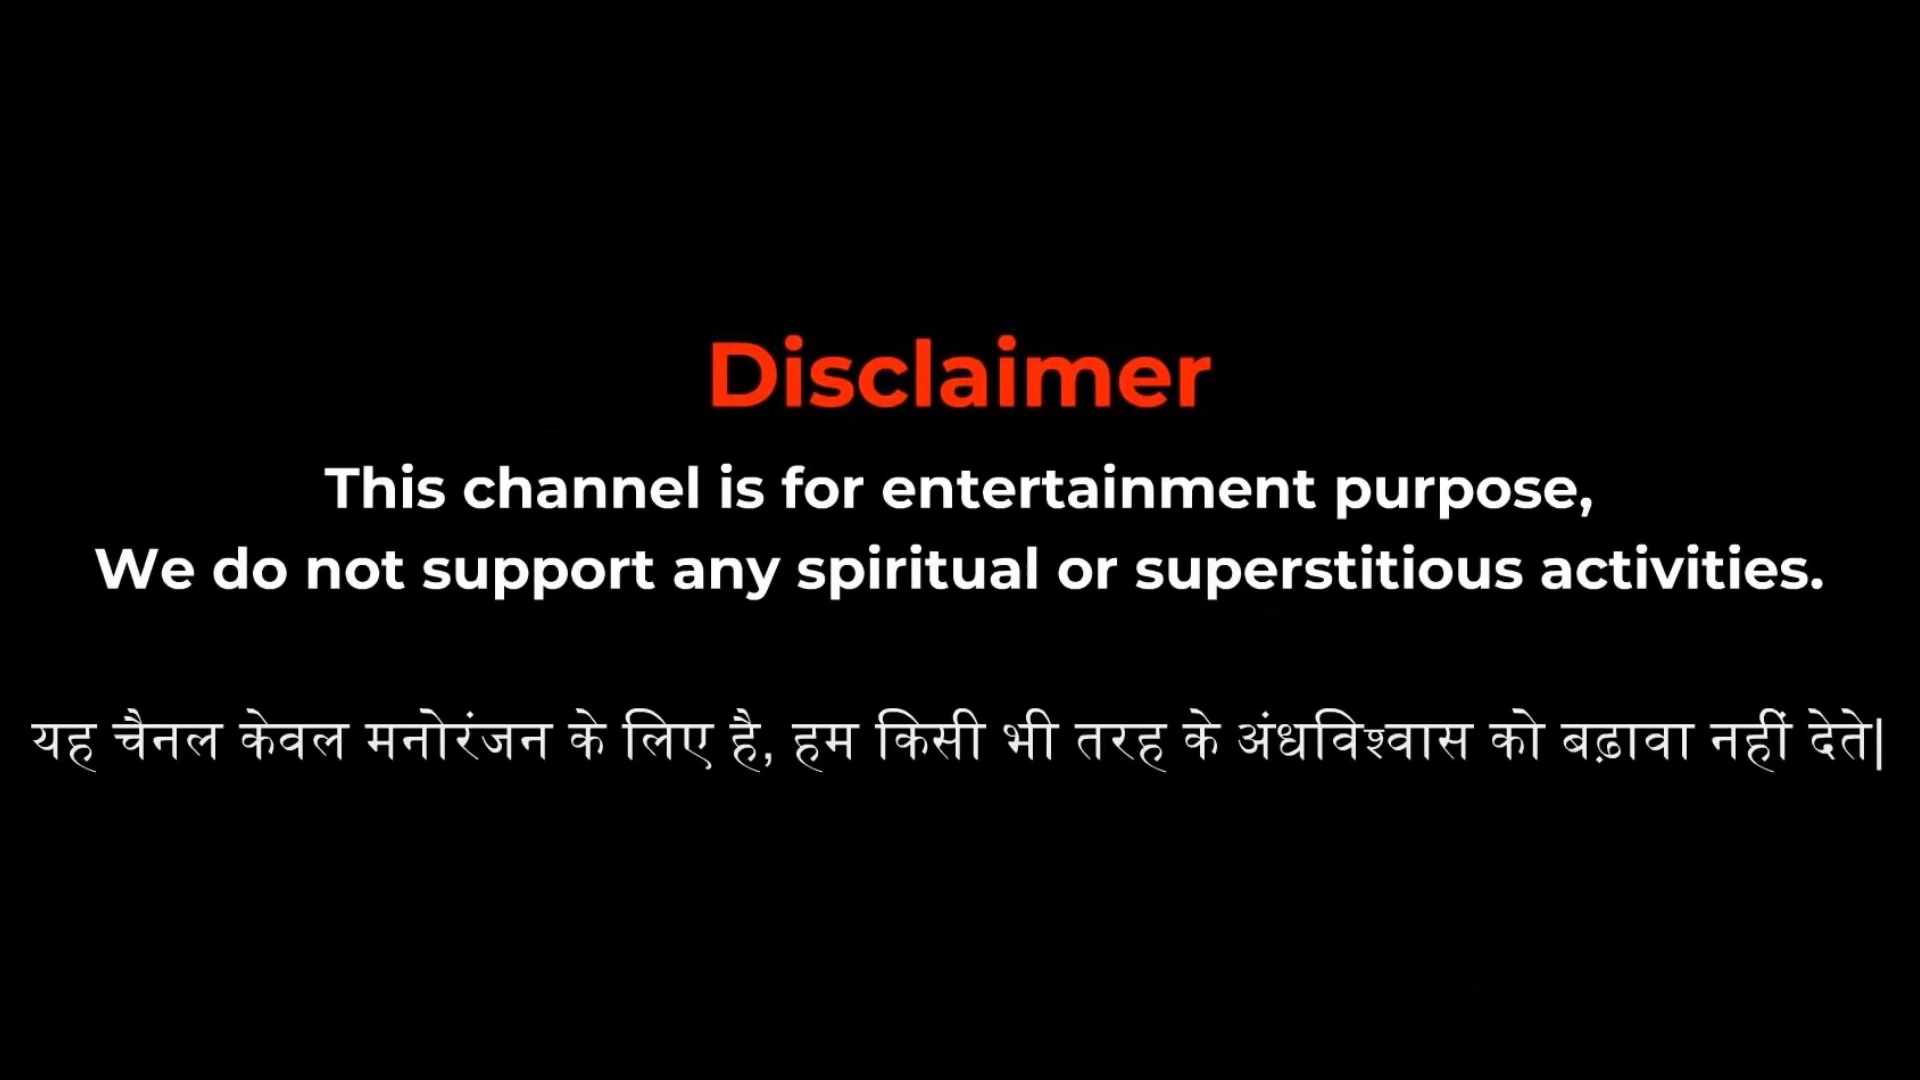 Disclaimer
This channel is for entertainment purpose,
We do not support any spiritual or superstitious activities.
यह चैनल केवल मनोरंजन के लिए है, हम किसी भी तरह के अंधविश्वास को बढ़ावा नहीं देते|